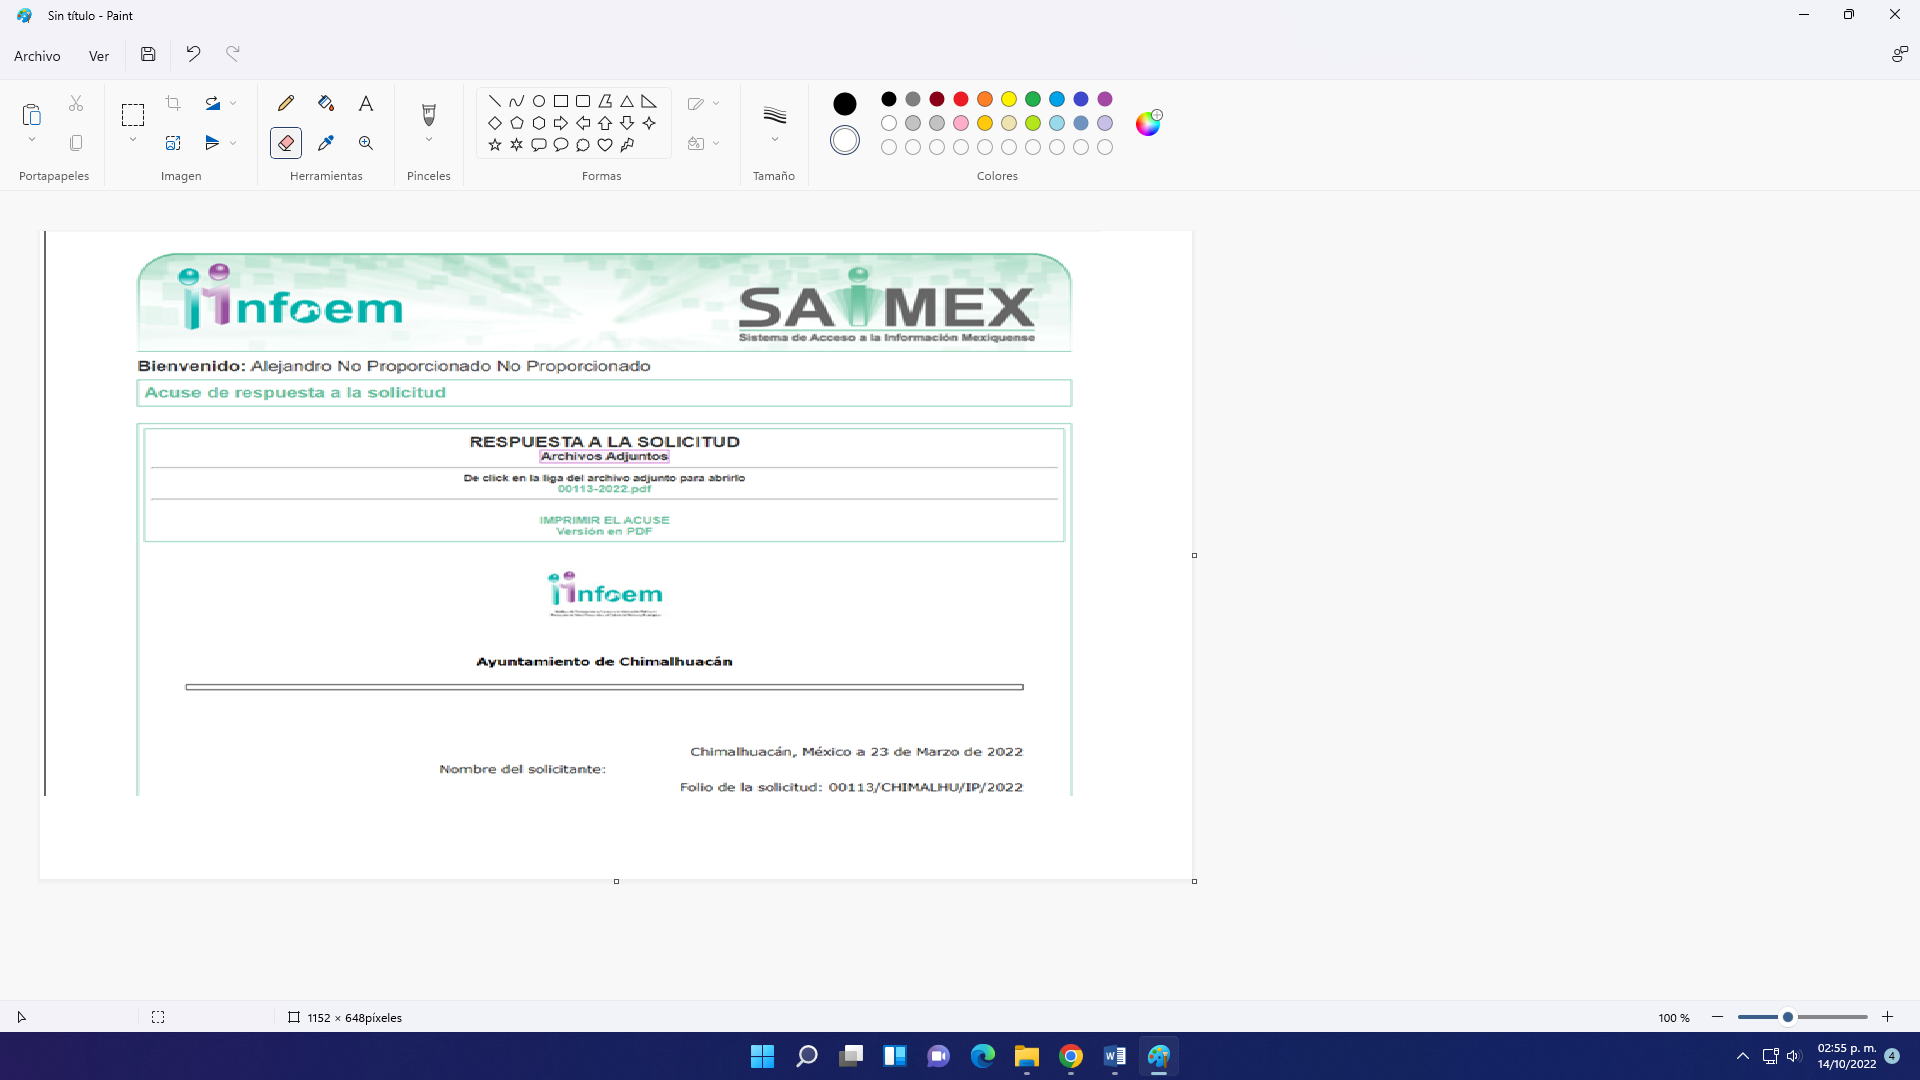 Sin título - Paint
Archivo
Ver
Portapapeles
Imagen
Herramientas
Pinceles
Formas
Tamaño
Colores
infoem
SAIMEX
Sistema de Acceso a la Información Mexiquense
Bienvenido: Alejandro No Proporcionado No Proporcionado
Acuse de respuesta a la solicitud
RESPUESTA A LA SOLICITUD
Archivos Adjuntos
De click en la liga del archivo adjunto para abrirlo
00113-2022.pdf
IMPRIMIR EL ACUSE
Versión en PDF
infoem
Ayuntamiento de Chimalhuacán
Chimalhuacán, México a 23 de Marzo de 2022
Nombre del solicitante:
Folio de la solicitud: 00113/CHIMALHU/IP/2022
1152 × 648píxeles
100 %
02:55 p. m.
14/10/2022
4